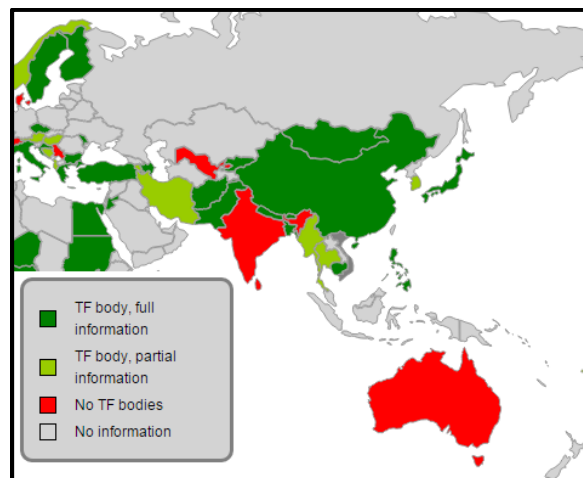 TF body, full
information
TF body, partial
information
No TF bodies
No information